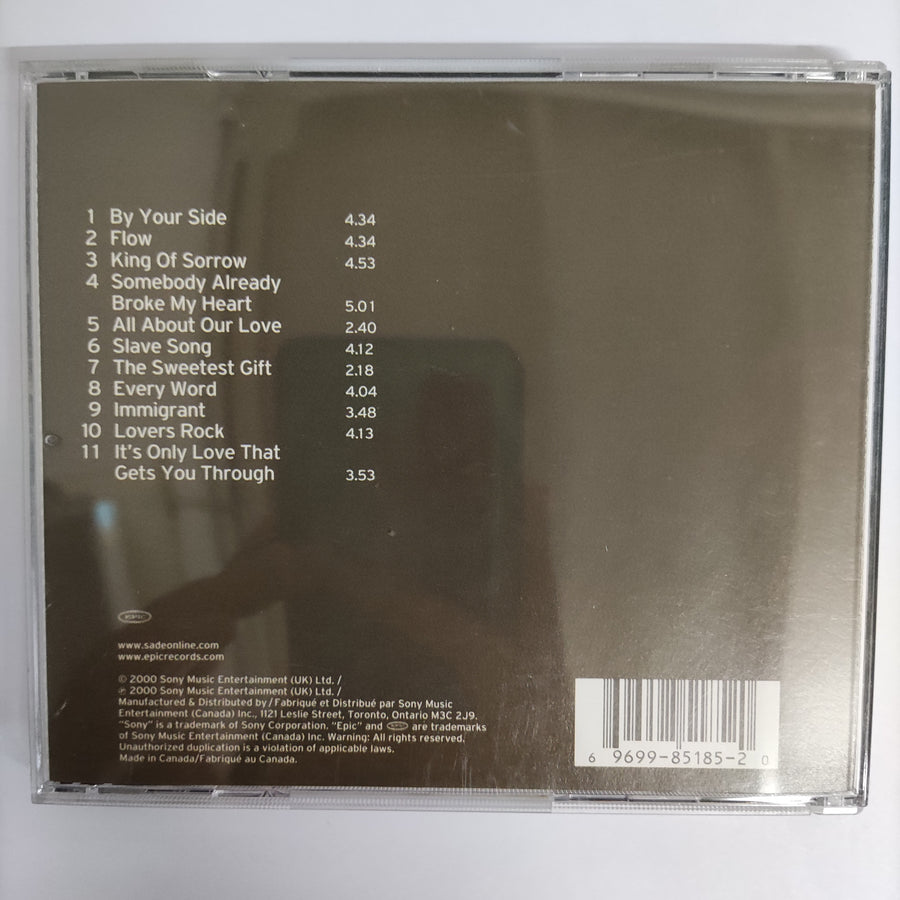 1 By Your Side 4.34
2 Flow 4.34
3 King Of Sorrow 4.53
4 Somebody Already
Broke My Heart 5.01
5 All About Our Love 2.40
6 Slave Song 4.12
7 The Sweetest Gift 2.18
8 Every Word 4.04
9 Immigrant 3.48
10 Lovers Rock 4.13
11 It's Only Love That
Gets You Through 3.53
EPIC
www.sadeonline.com
www.epicrecords.com
© 2000 Sony Music Entertainment (UK) Ltd. /
℗ 2000 Sony Music Entertainment (UK) Ltd. /
Manufactured & Distributed by/Fabriqué et Distribué par Sony Music
Entertainment (Canada) Inc., 1121 Leslie Street, Toronto, Ontario M3C 2J9.
"Sony" is a trademark of Sony Corporation. "Epic" and EPIC are trademarks
of Sony Music Entertainment (Canada) Inc. Warning: All rights reserved.
Unauthorized duplication is a violation of applicable laws.
Made in Canada/Fabriqué au Canada.
6 9699-85185-2 0